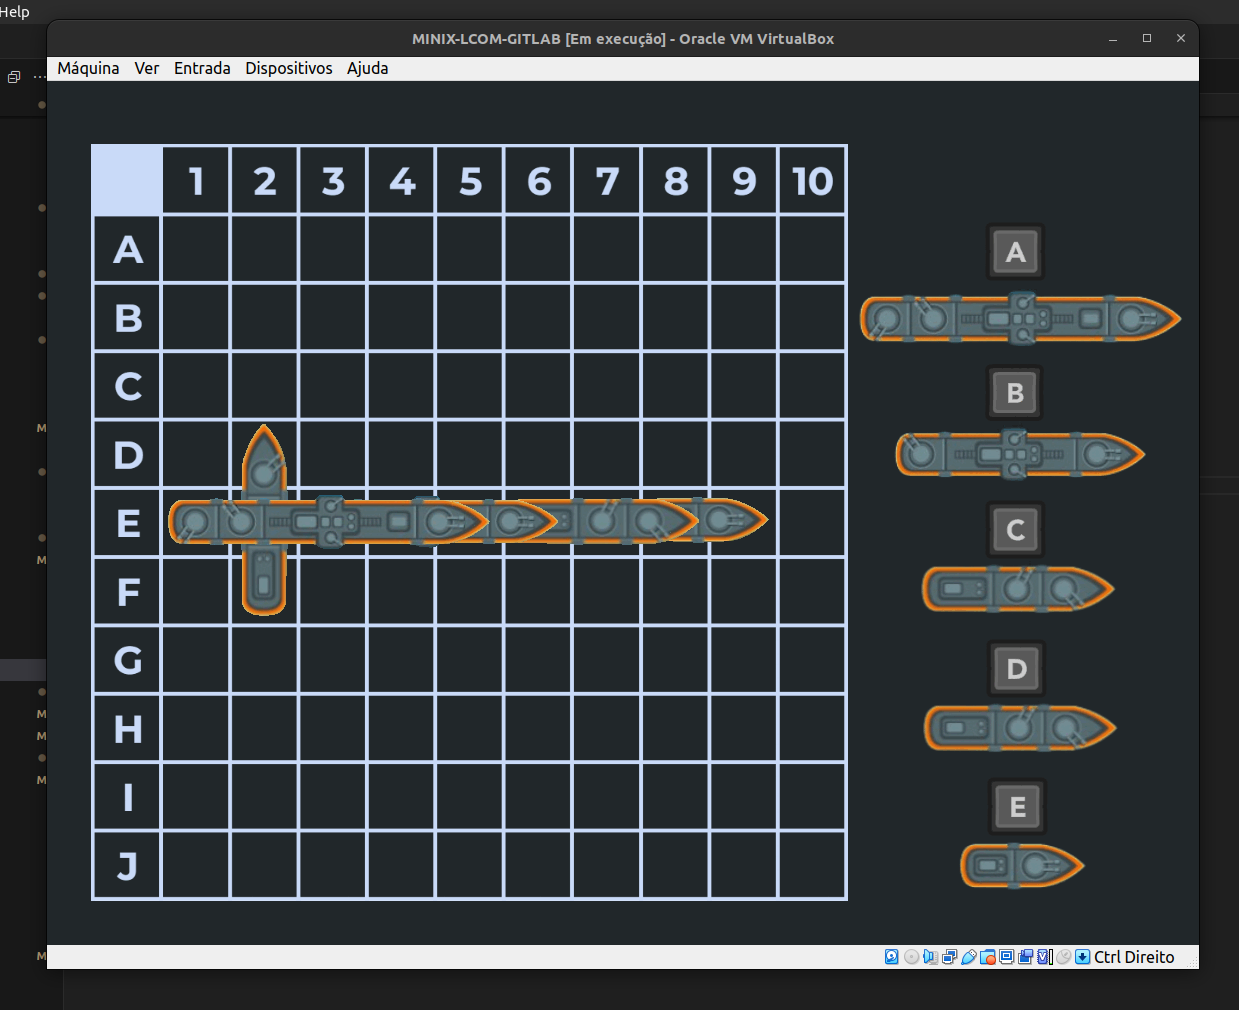 Help
MINIX-LCOM-GITLAB [Em execução] - Oracle VM VirtualBox
Máquina Ver Entrada Dispositivos Ajuda
1 2 3 4 5 6 7 8 9 10
A
B
C
D
E
F
G
H
I
J
A
B
C
D
E
M
M
M
M
M
M
Ctrl Direito